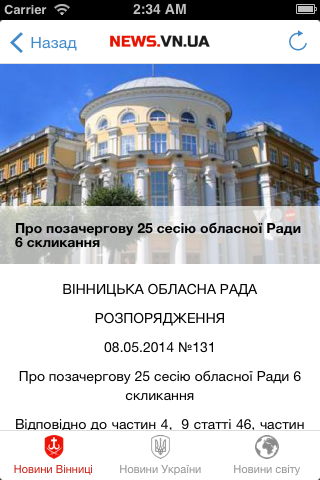 Carrier 2:34 AM
Назад NEWS.VN.UA
Про позачергову 25 сесію обласної Ради
6 скликання
ВІННИЦЬКА ОБЛАСНА РАДА
РОЗПОРЯДЖЕННЯ
08.05.2014 №131
Про позачергову 25 сесію обласної Ради 6
скликання
Відповідно до частин 4, 9 статті 46, частин
Новини Вінниці Новини України Новини світу